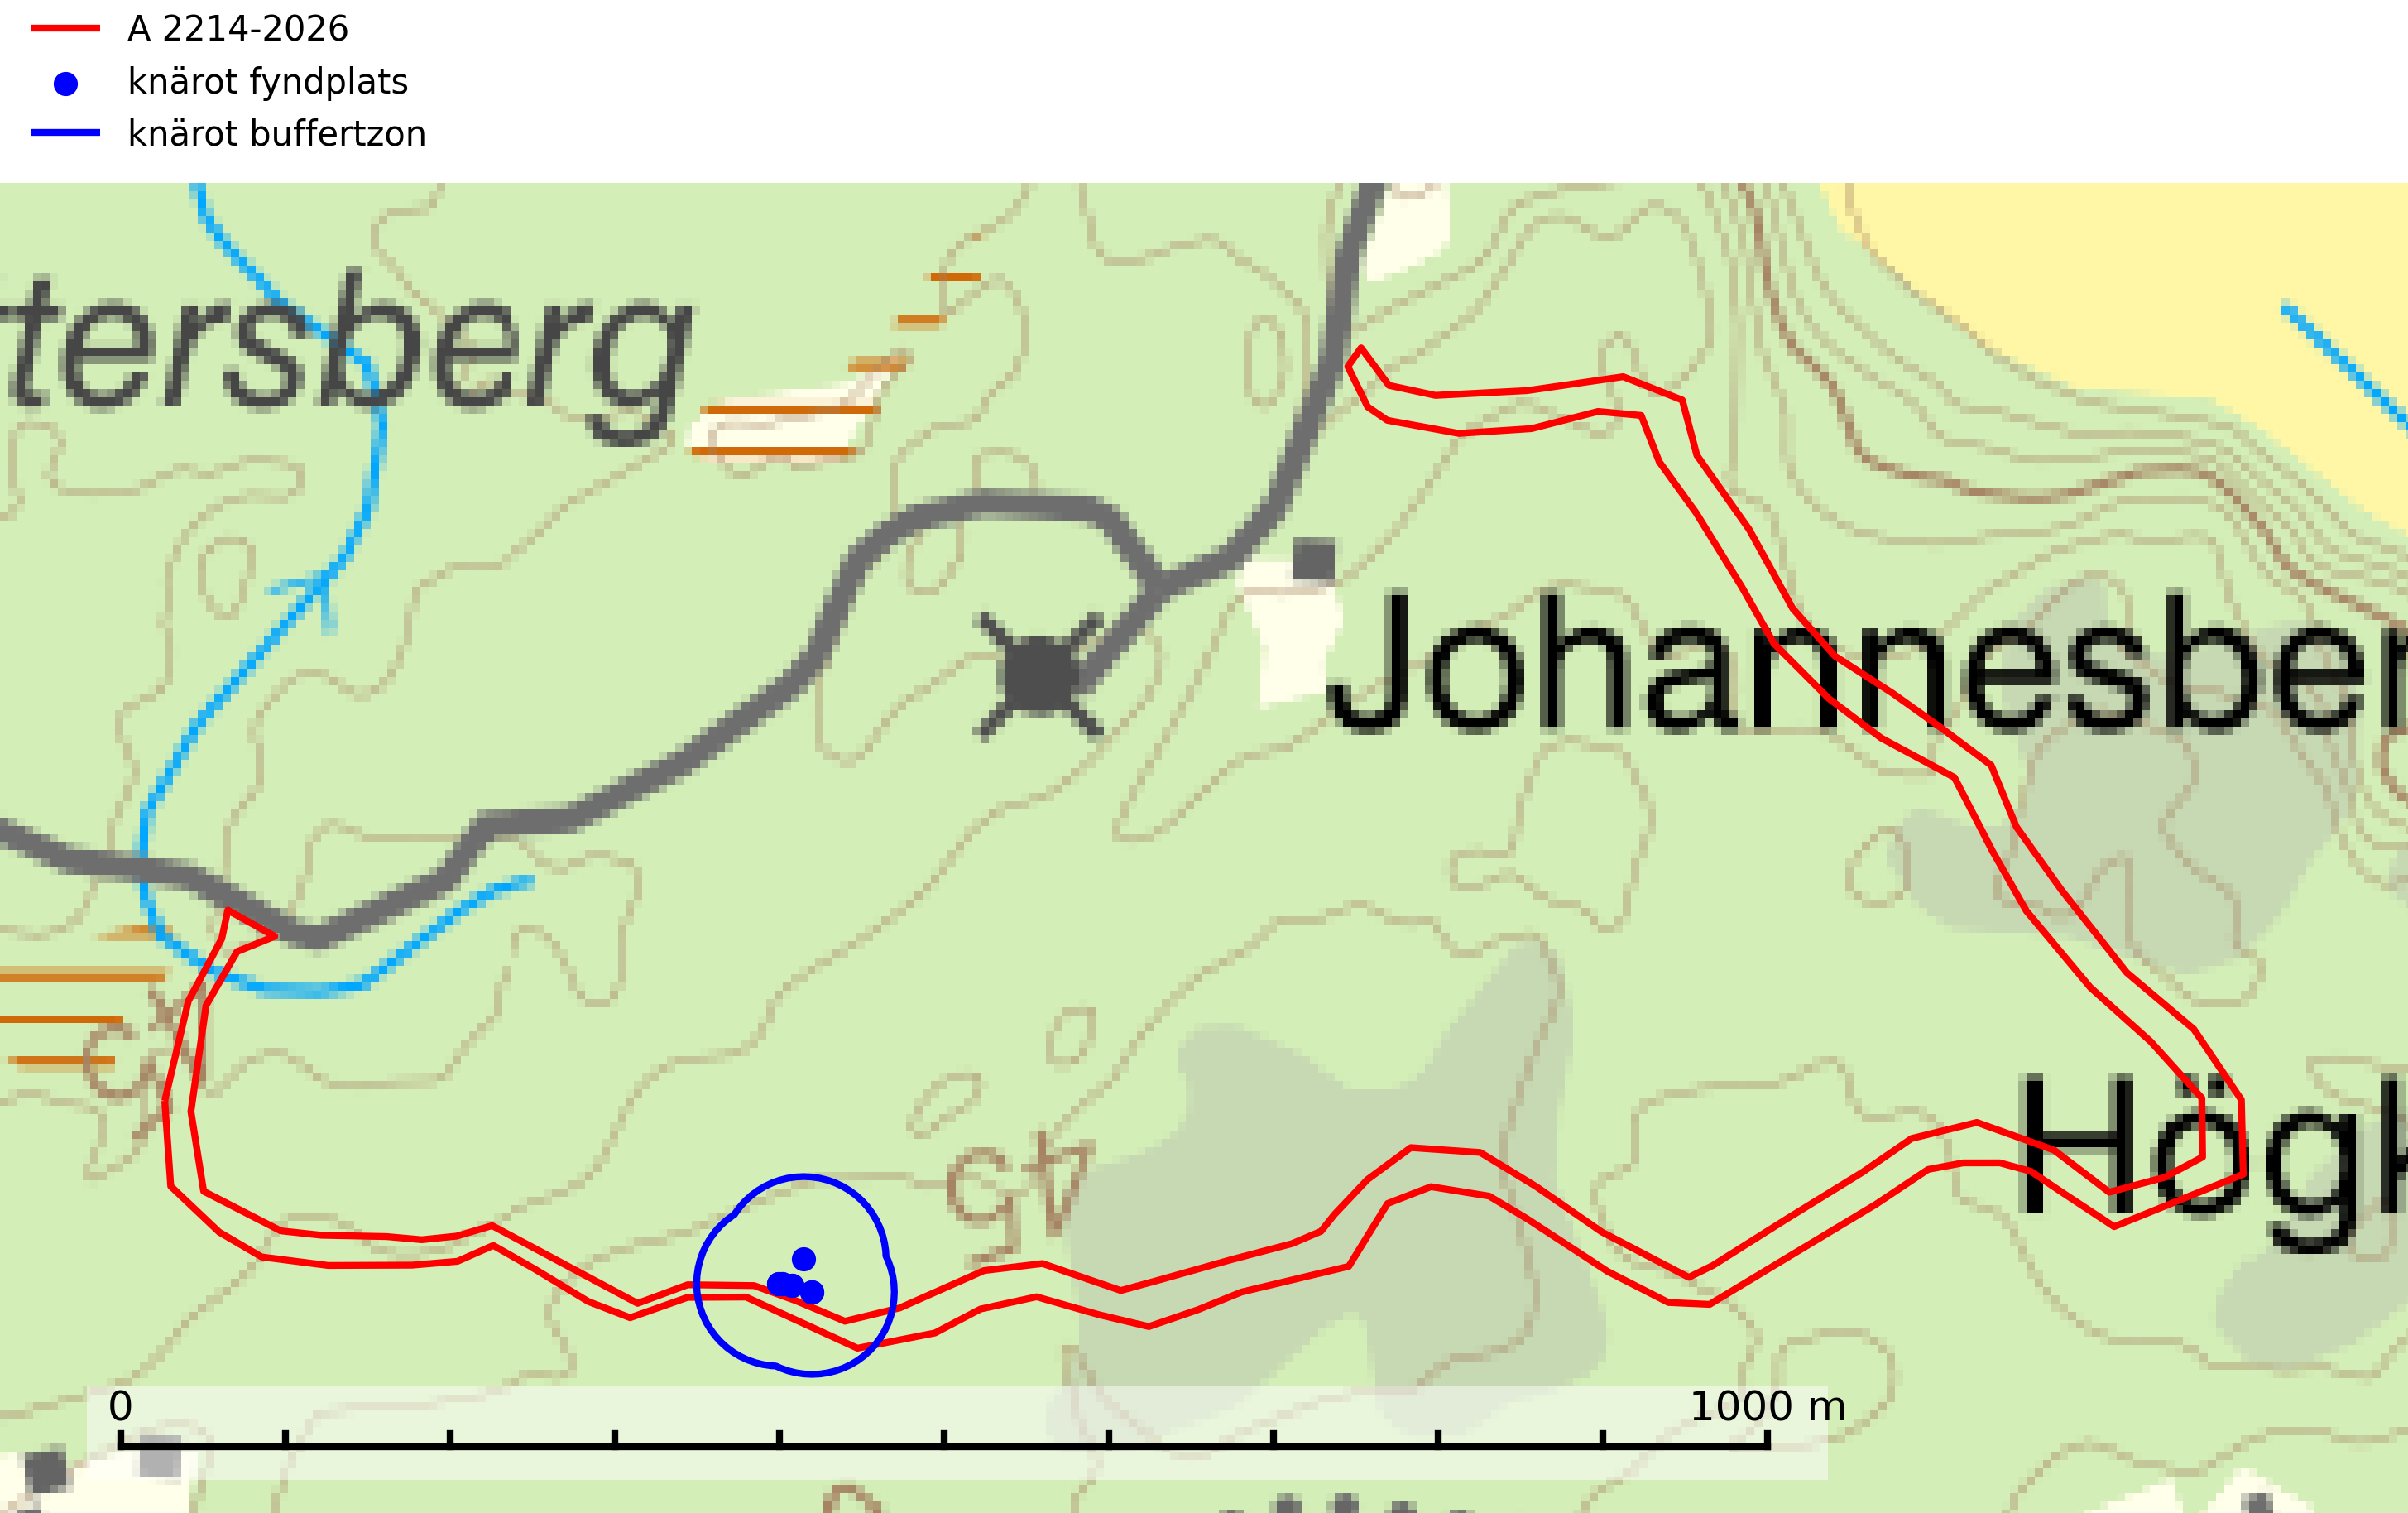 A 2214-2026
knärot fyndplats
knärot buffertzon
tersberg
Johannesber
45
Högk
0
1000 m